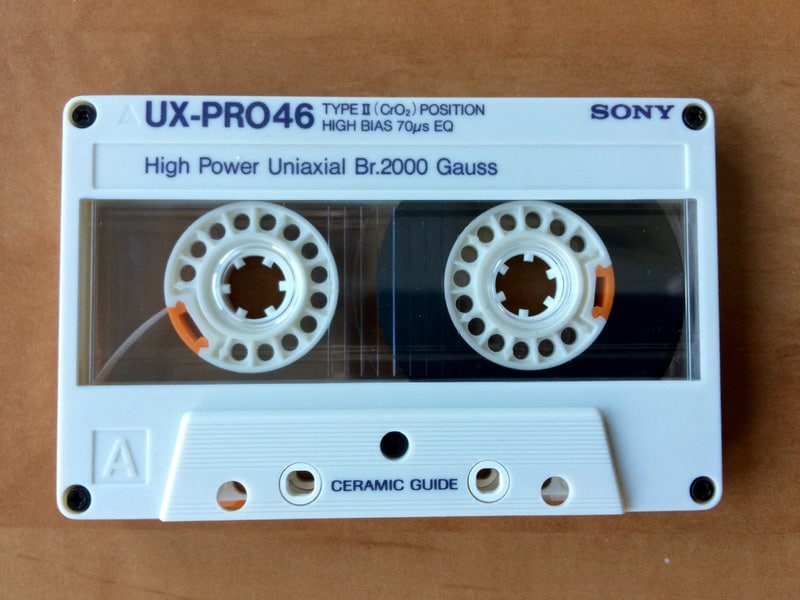 UX-PRO46 TYPE II (CrO₂) POSITION
HIGH BIAS 70μs EQ
SONY
High Power Uniaxial Br.2000 Gauss
A
CERAMIC GUIDE